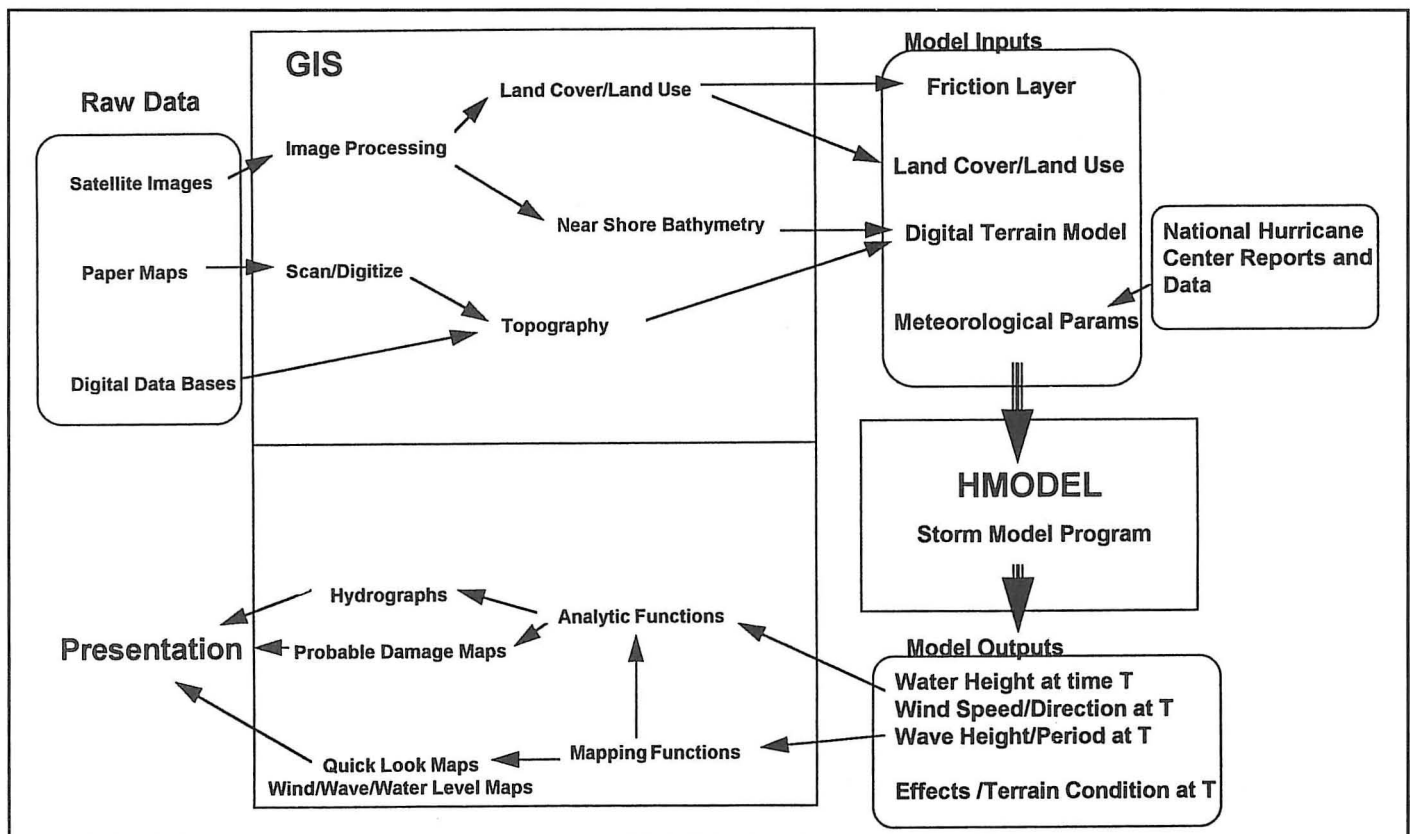 Raw Data
Satellite Images
Paper Maps
Digital Data Bases
GIS
Image Processing
Scan/Digitize
Land Cover/Land Use
Near Shore Bathymetry
Topography
Model Inputs
Friction Layer
Land Cover/Land Use
Digital Terrain Model
Meteorological Params
National Hurricane
Center Reports and
Data
HMODEL
Storm Model Program
Model Outputs
Water Height at time T
Wind Speed/Direction at T
Wave Height/Period at T
Effects /Terrain Condition at T
Analytic Functions
Mapping Functions
Hydrographs
Probable Damage Maps
Quick Look Maps
Wind/Wave/Water Level Maps
Presentation